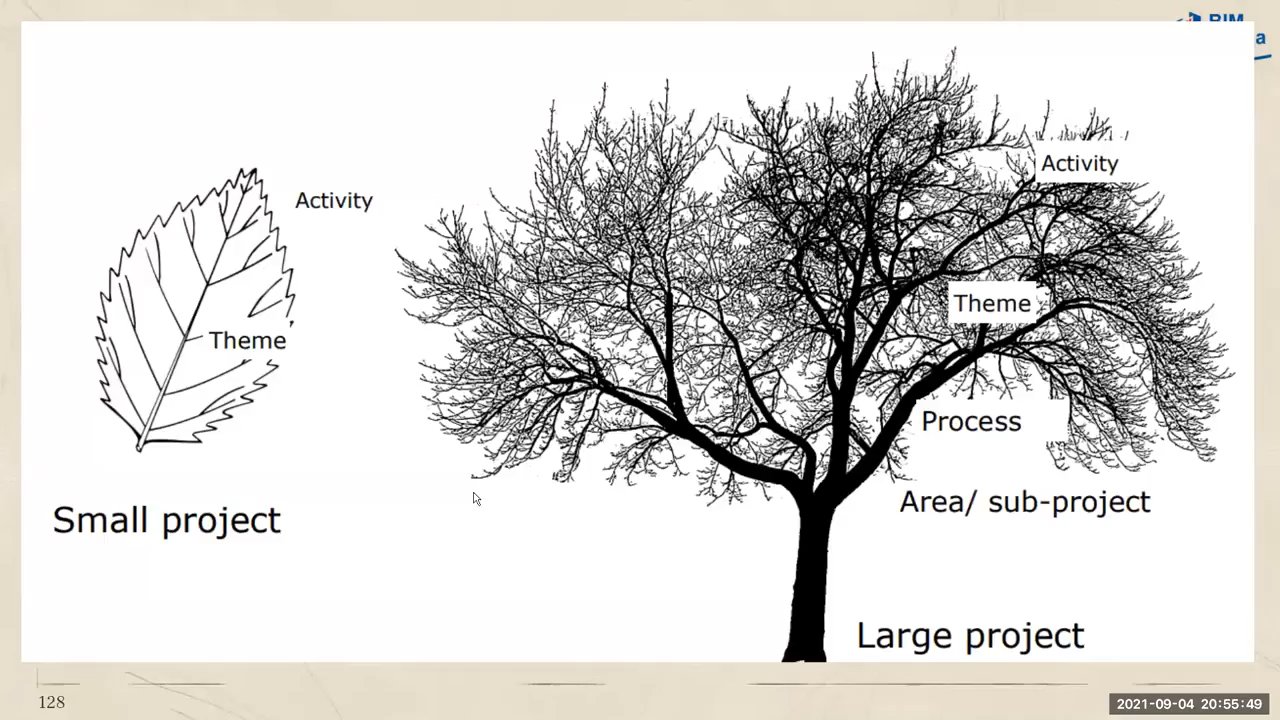 Activity
Theme
Small project
Activity
Theme
Process
Area/ sub-project
Large project
128
2021-09-04 20:55:49